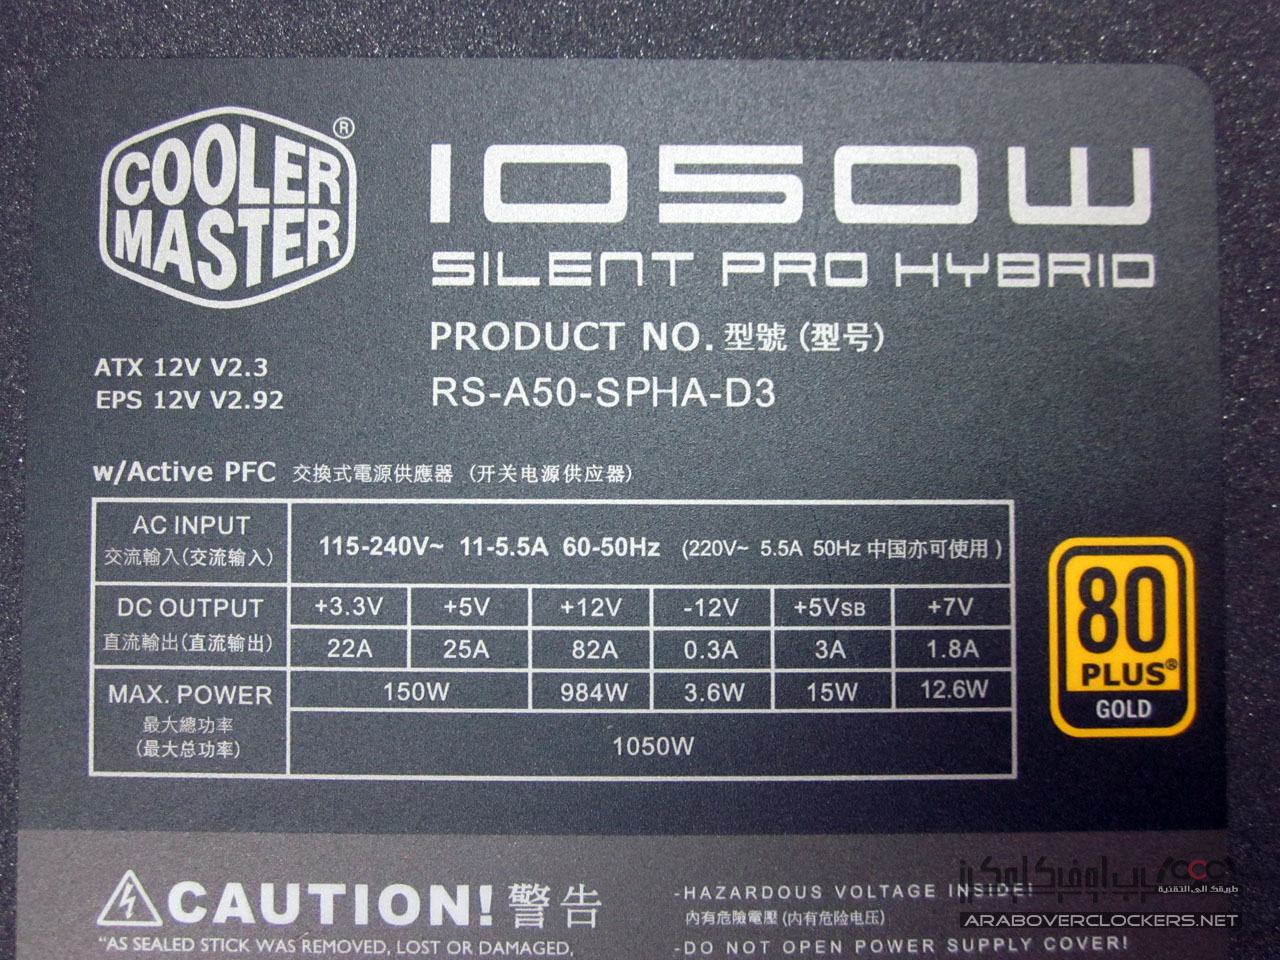 COOLER MASTER ®
1050W
SILENT PRO HYBRID
PRODUCT NO. 型號 (型号)
RS-A50-SPHA-D3
ATX 12V V2.3
EPS 12V V2.92
w/Active PFC 交換式電源供應器 (开关电源供应器)
AC INPUT
交流輸入(交流输入)
115-240V~ 11-5.5A 60-50Hz (220V~ 5.5A 50Hz 中国亦可使用 )
DC OUTPUT
直流輸出(直流输出)
+3.3V +5V +12V -12V +5VSB +7V
22A 25A 82A 0.3A 3A 1.8A
MAX. POWER
最大總功率
(最大总功率)
150W 984W 3.6W 15W 12.6W
1050W
80
PLUS®
GOLD
CAUTION! 警告
"AS SEALED STICK WAS REMOVED, LOST OR DAMAGED,
-HAZARDOUS VOLTAGE INSIDE!
內有危險電壓 (内有危险电压)
-DO NOT OPEN POWER SUPPLY COVER!
عرب اوفركلوكرز
طريقك الى التقنية
ARABOVERCLOCKERS.NET